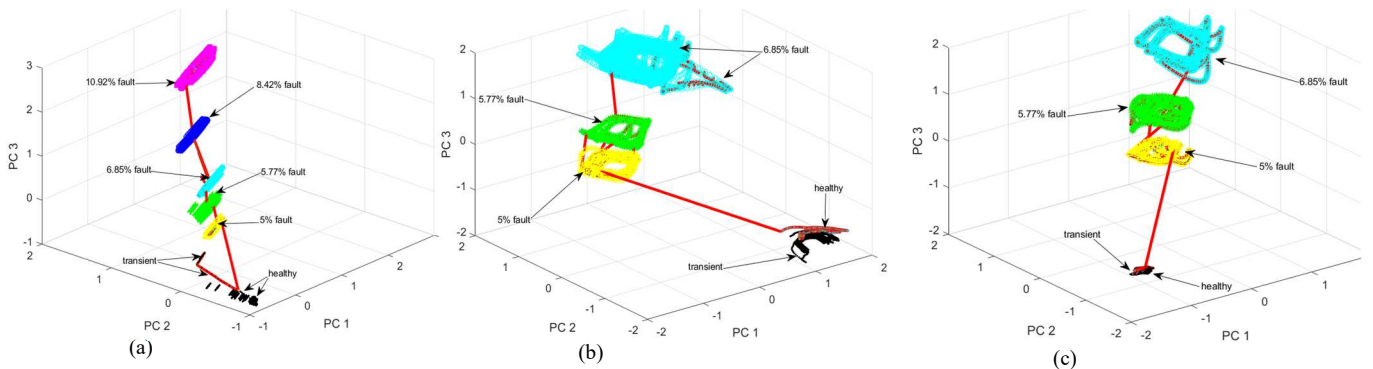 3
2
1
0
-1
PC 3
10.92% fault
8.42% fault
6.85% fault
5.77% fault
5% fault
transient
healthy
2
1
0
-1
PC 2
-1
0
1
2
PC 1
(a)
2
1
0
-1
-2
PC 3
6.85% fault
5.77% fault
5% fault
healthy
transient
2
1
0
-1
-2
PC 2
-2
-1
0
1
2
PC 1
(b)
2
1
0
-1
-2
PC 3
6.85% fault
5.77% fault
5% fault
transient
healthy
2
1
0
-1
-2
PC 2
-2
-1
0
1
PC 1
(c)